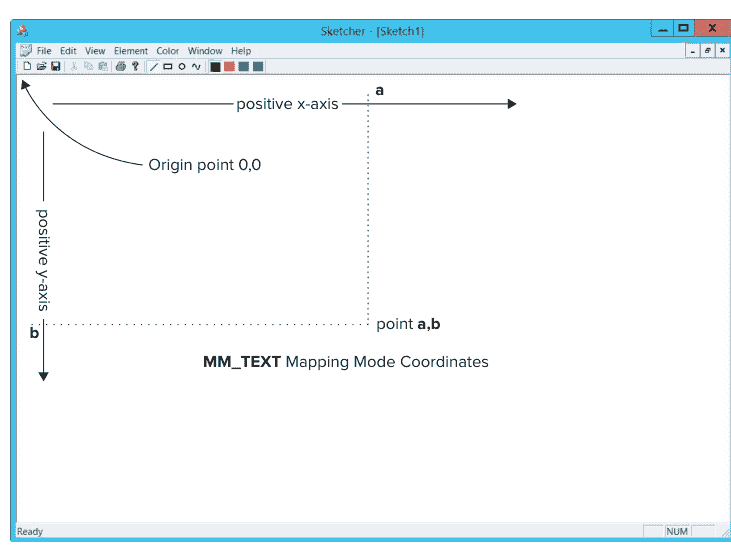 Sketcher - [Sketch1]
File Edit View Element Color Window Help
a
positive x-axis
Origin point 0,0
positive y-axis
b
point a,b
MM_TEXT Mapping Mode Coordinates
Ready
NUM